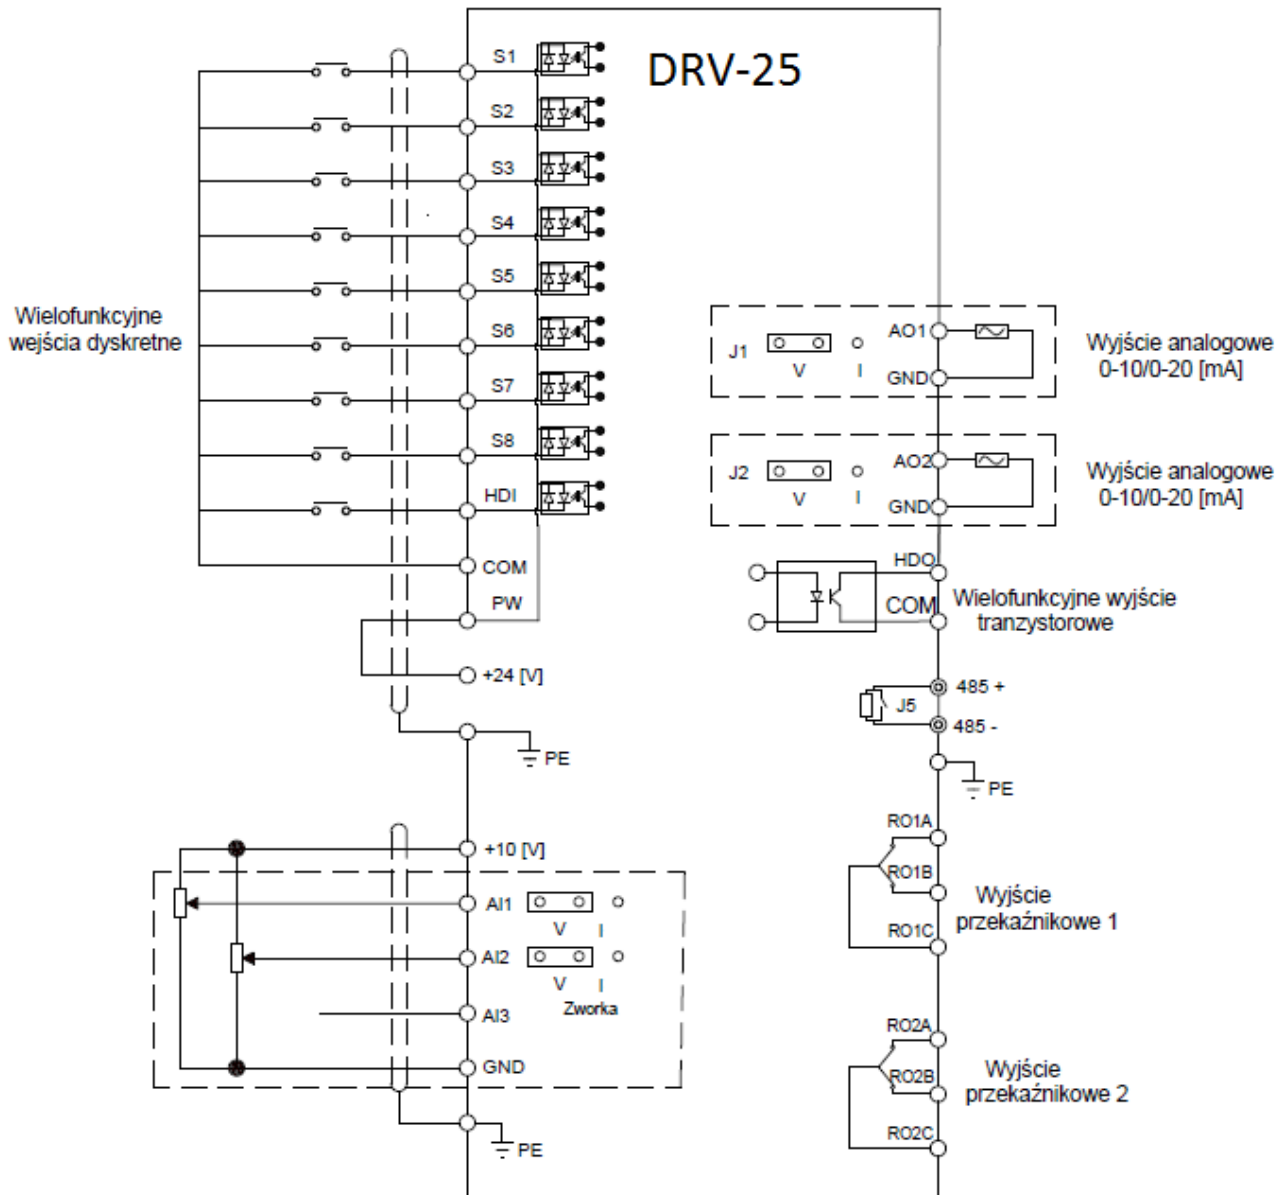 DRV-25
S1
S2
S3
S4
S5
S6
S7
S8
HDI
COM
PW
+24 [V]
PE
Wielofunkcyjne
wejścia dyskretne
+10 [V]
AI1
V I
AI2
V I
Zworka
AI3
GND
PE
J1
V I
AO1
GND
Wyjście analogowe
0-10/0-20 [mA]
J2
V I
AO2
GND
Wyjście analogowe
0-10/0-20 [mA]
HDO
COM
Wielofunkcyjne wyjście
tranzystorowe
485 +
J5
485 -
PE
RO1A
RO1B
RO1C
Wyjście
przekaźnikowe 1
RO2A
RO2B
RO2C
Wyjście
przekaźnikowe 2